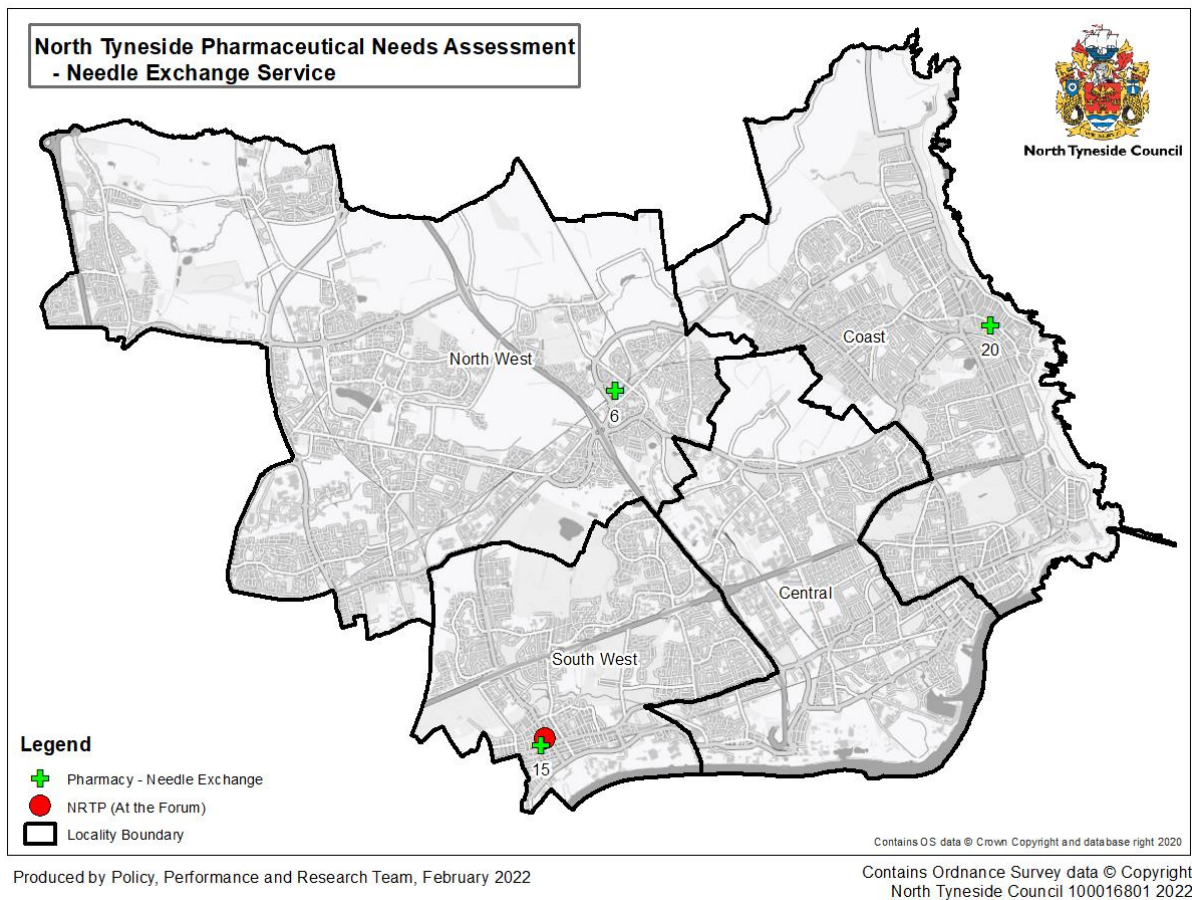 North Tyneside Pharmaceutical Needs Assessment
- Needle Exchange Service
North Tyneside Council
Coast
20
North West
6
Central
South West
15
Legend
Pharmacy - Needle Exchange
NRTP (At the Forum)
Locality Boundary
Contains OS data © Crown Copyright and database right 2020
Produced by Policy, Performance and Research Team, February 2022
Contains Ordnance Survey data © Copyright
North Tyneside Council 100016801 2022